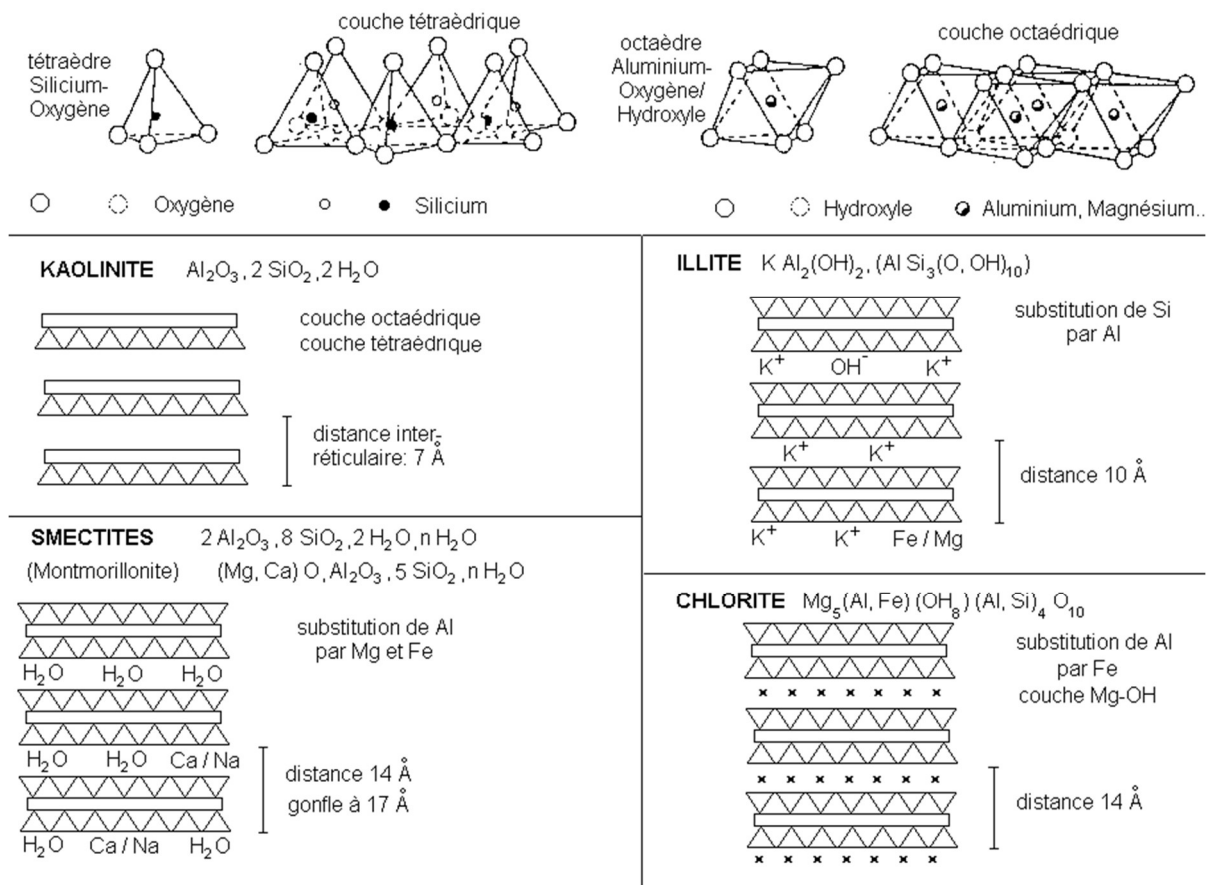 couche tétraèdrique
tétraèdre
Silicium-
Oxygène
octaèdre
Aluminium-
Oxygène/
Hydroxyle
couche octaédrique
Oxygène
Silicium
Hydroxyle
Aluminium, Magnésium..
KAOLINITE Al₂O₃, 2 SiO₂, 2 H₂O
couche octaédrique
couche tétraèdrique
distance inter-
réticulaire: 7 Å
ILLITE K Al₂(OH)₂, (Al Si₃(O, OH)₁₀)
substitution de Si
par Al
K⁺ OH⁻ K⁺
K⁺ K⁺
distance 10 Å
K⁺ K⁺ Fe / Mg
SMECTITES 2 Al₂O₃, 8 SiO₂, 2 H₂O, n H₂O
(Montmorillonite) (Mg, Ca) O, Al₂O₃, 5 SiO₂, n H₂O
substitution de Al
par Mg et Fe
H₂O H₂O H₂O
H₂O H₂O Ca / Na
distance 14 Å
gonfle à 17 Å
H₂O Ca / Na H₂O
CHLORITE Mg₅(Al, Fe) (OH₈) (Al, Si)₄ O₁₀
substitution de Al
par Fe
couche Mg-OH
distance 14 Å